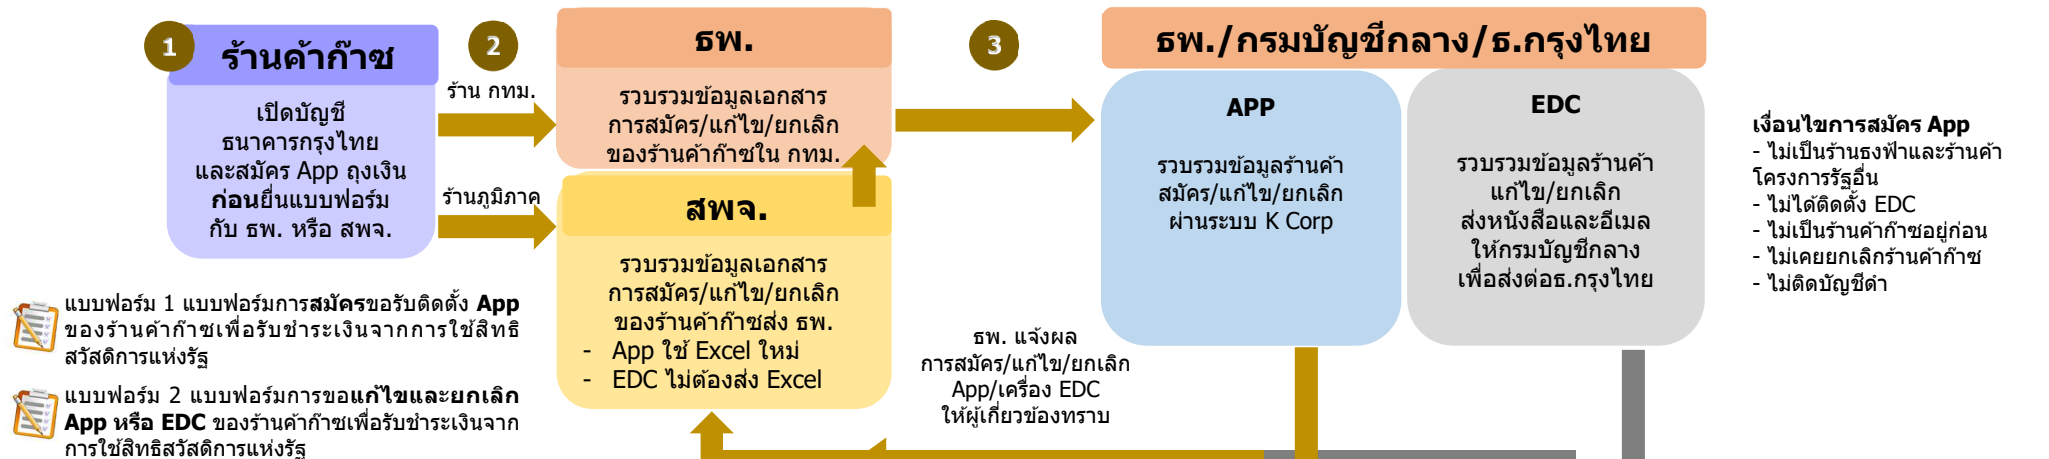 1
ร้านค้าก๊าซ
เปิดบัญชี
ธนาคารกรุงไทย
และสมัคร App ถุงเงิน
ก่อนยื่นแบบฟอร์ม
กับ ธพ. หรือ สพจ.
2
ร้าน กทม.
ร้านภูมิภาค
ธพ.
รวบรวมข้อมูลเอกสาร
การสมัคร/แก้ไข/ยกเลิก
ของร้านค้าก๊าซใน กทม.
สพจ.
รวบรวมข้อมูลเอกสาร
การสมัคร/แก้ไข/ยกเลิก
ของร้านค้าก๊าซส่ง ธพ.
- App ใช้ Excel ใหม่
- EDC ไม่ต้องส่ง Excel
3
ธพ./กรมบัญชีกลาง/ธ.กรุงไทย
APP
รวบรวมข้อมูลร้านค้า
สมัคร/แก้ไข/ยกเลิก
ผ่านระบบ K Corp
EDC
รวบรวมข้อมูลร้านค้า
แก้ไข/ยกเลิก
ส่งหนังสือและอีเมล
ให้กรมบัญชีกลาง
เพื่อส่งต่อธ.กรุงไทย
เงื่อนไขการสมัคร App
- ไม่เป็นร้านธงฟ้าและร้านค้า
โครงการรัฐอื่น
- ไม่ได้ติดตั้ง EDC
- ไม่เป็นร้านค้าก๊าซอยู่ก่อน
- ไม่เคยยกเลิกร้านค้าก๊าซ
- ไม่ติดบัญชีดำ
แบบฟอร์ม 1 แบบฟอร์มการสมัครขอรับติดตั้ง App
ของร้านค้าก๊าซเพื่อรับชำระเงินจากการใช้สิทธิ
สวัสดิการแห่งรัฐ
แบบฟอร์ม 2 แบบฟอร์มการขอแก้ไขและยกเลิก
App หรือ EDC ของร้านค้าก๊าซเพื่อรับชำระเงินจาก
การใช้สิทธิสวัสดิการแห่งรัฐ
ธพ. แจ้งผล
การสมัคร/แก้ไข/ยกเลิก
App/เครื่อง EDC
ให้ผู้เกี่ยวข้องทราบ